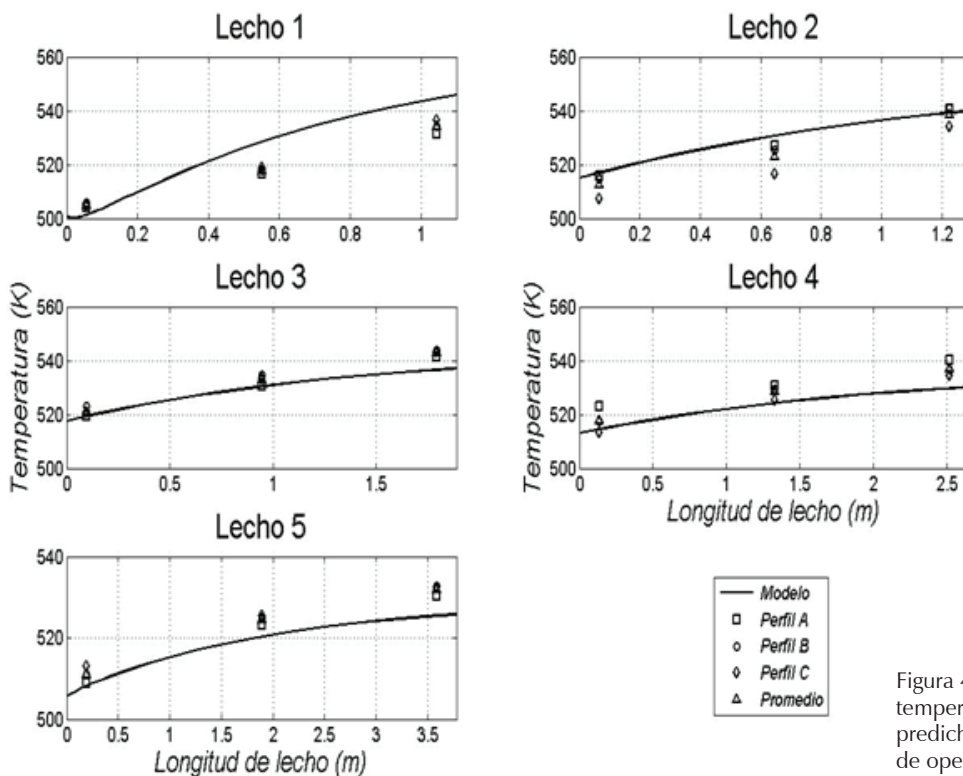 Lecho 1
560
540
520
500
0 0.2 0.4 0.6 0.8 1
Lecho 2
560
540
520
500
0 0.2 0.4 0.6 0.8 1 1.2
Lecho 3
Temperatura (K)
560
540
520
500
0 0.5 1 1.5
Lecho 4
Temperatura (K)
560
540
520
500
0 0.5 1 1.5 2 2.5
Longitud de lecho (m)
Lecho 5
540
520
500
0 0.5 1 1.5 2 2.5 3 3.5
Longitud de lecho (m)
Modelo
Perfil A
Perfil B
Perfil C
Promedio
Figura 4
temper
predich
de ope